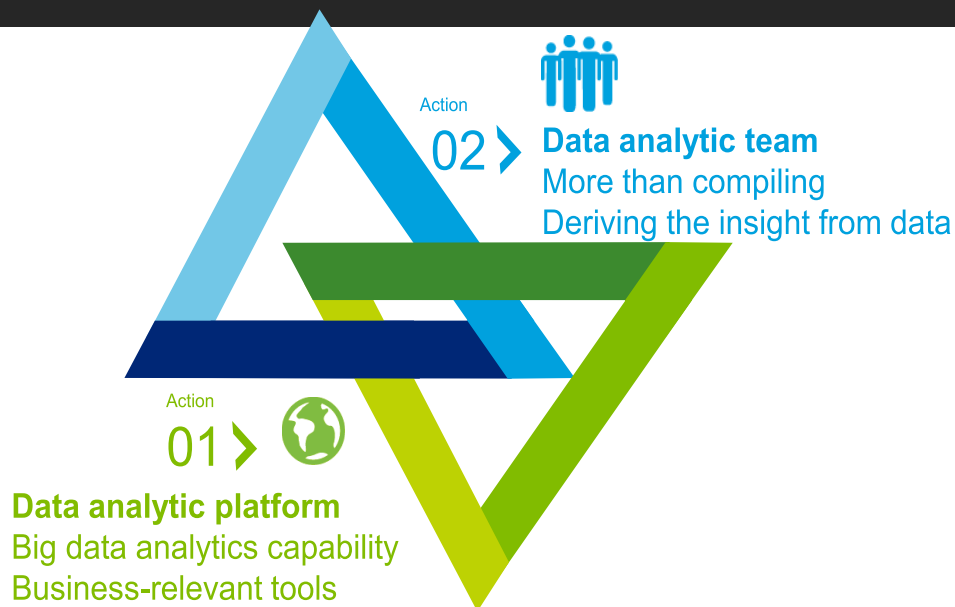 Action
02
Data analytic team
More than compiling
Deriving the insight from data
Action
01
Data analytic platform
Big data analytics capability
Business-relevant tools